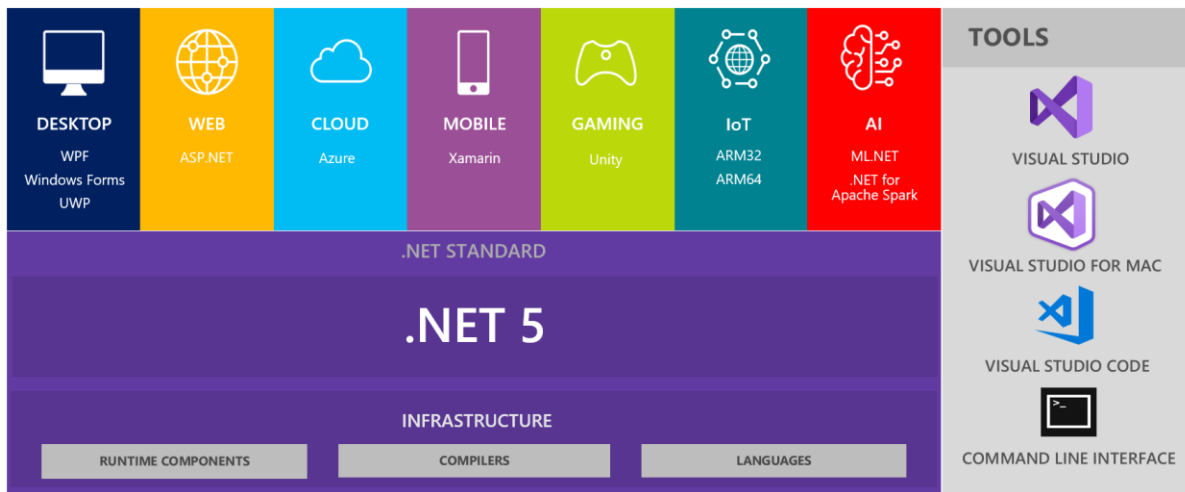 DESKTOP
WPF
Windows Forms
UWP
WEB
ASP.NET
CLOUD
Azure
MOBILE
Xamarin
GAMING
Unity
IoT
ARM32
ARM64
AI
ML.NET
.NET for
Apache Spark
.NET STANDARD
.NET 5
INFRASTRUCTURE
RUNTIME COMPONENTS
COMPILERS
LANGUAGES
TOOLS
VISUAL STUDIO
VISUAL STUDIO FOR MAC
VISUAL STUDIO CODE
>_
COMMAND LINE INTERFACE